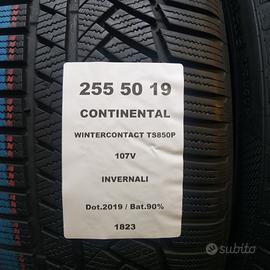 255 50 19
CONTINENTAL
WINTERCONTACT TS850P
107V
INVERNALI
Dot.2019 / Bat.90%
1823
subito